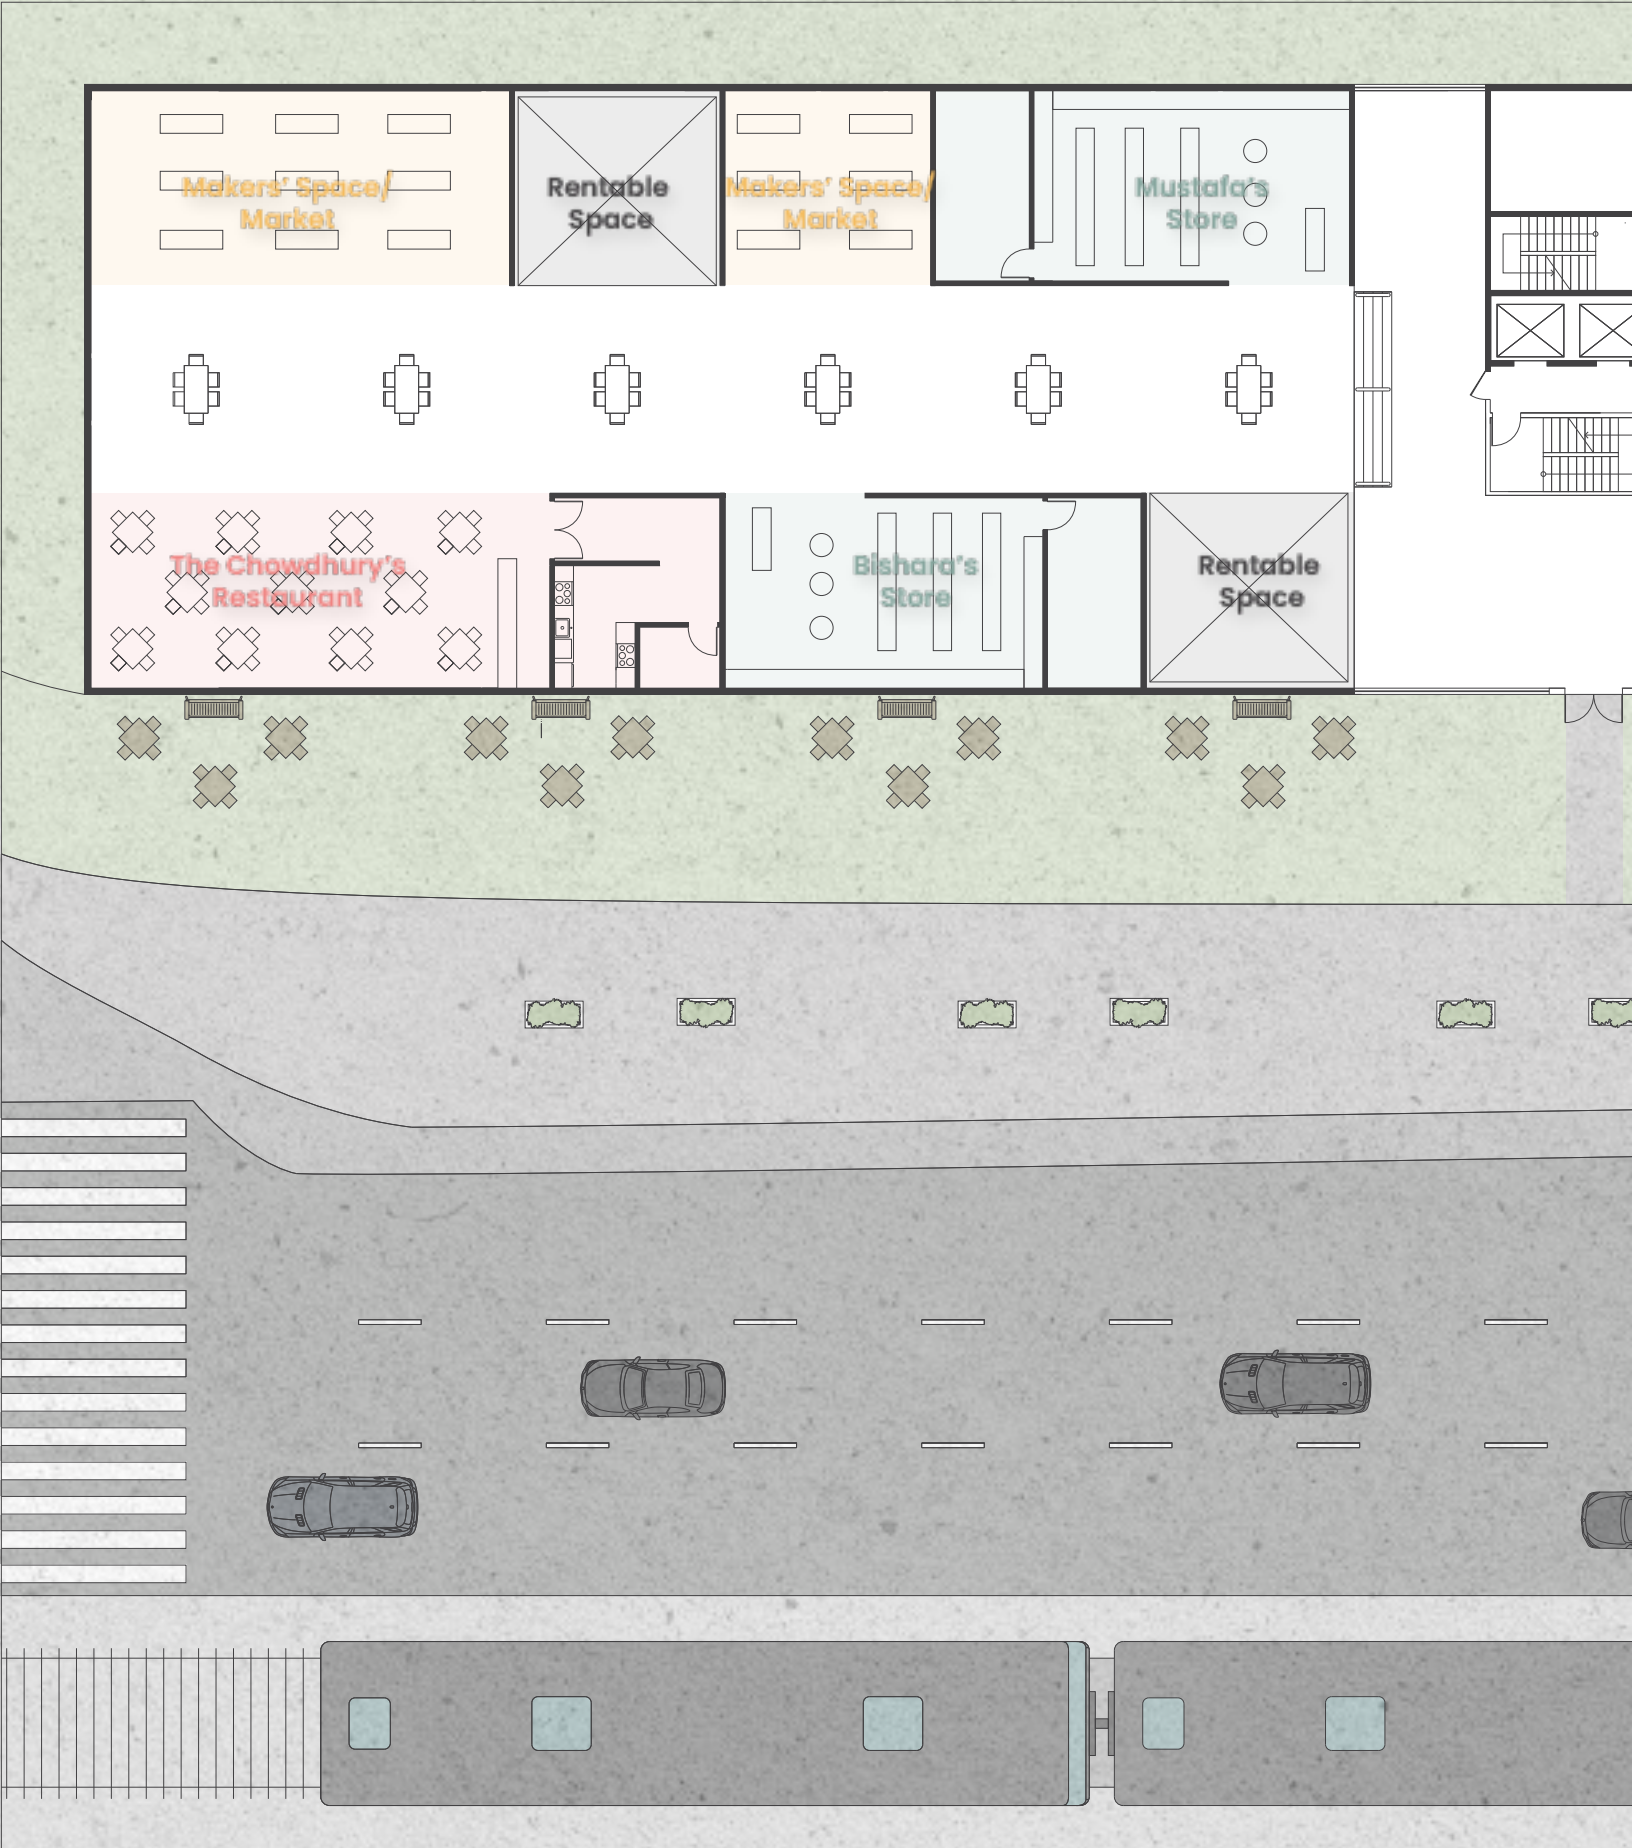 Makers' Space/
Market
Rentable
Space
Makers' Space/
Market
Mustafa's
Store
The Chowdhury's
Restaurant
Bishara's
Store
Rentable
Space